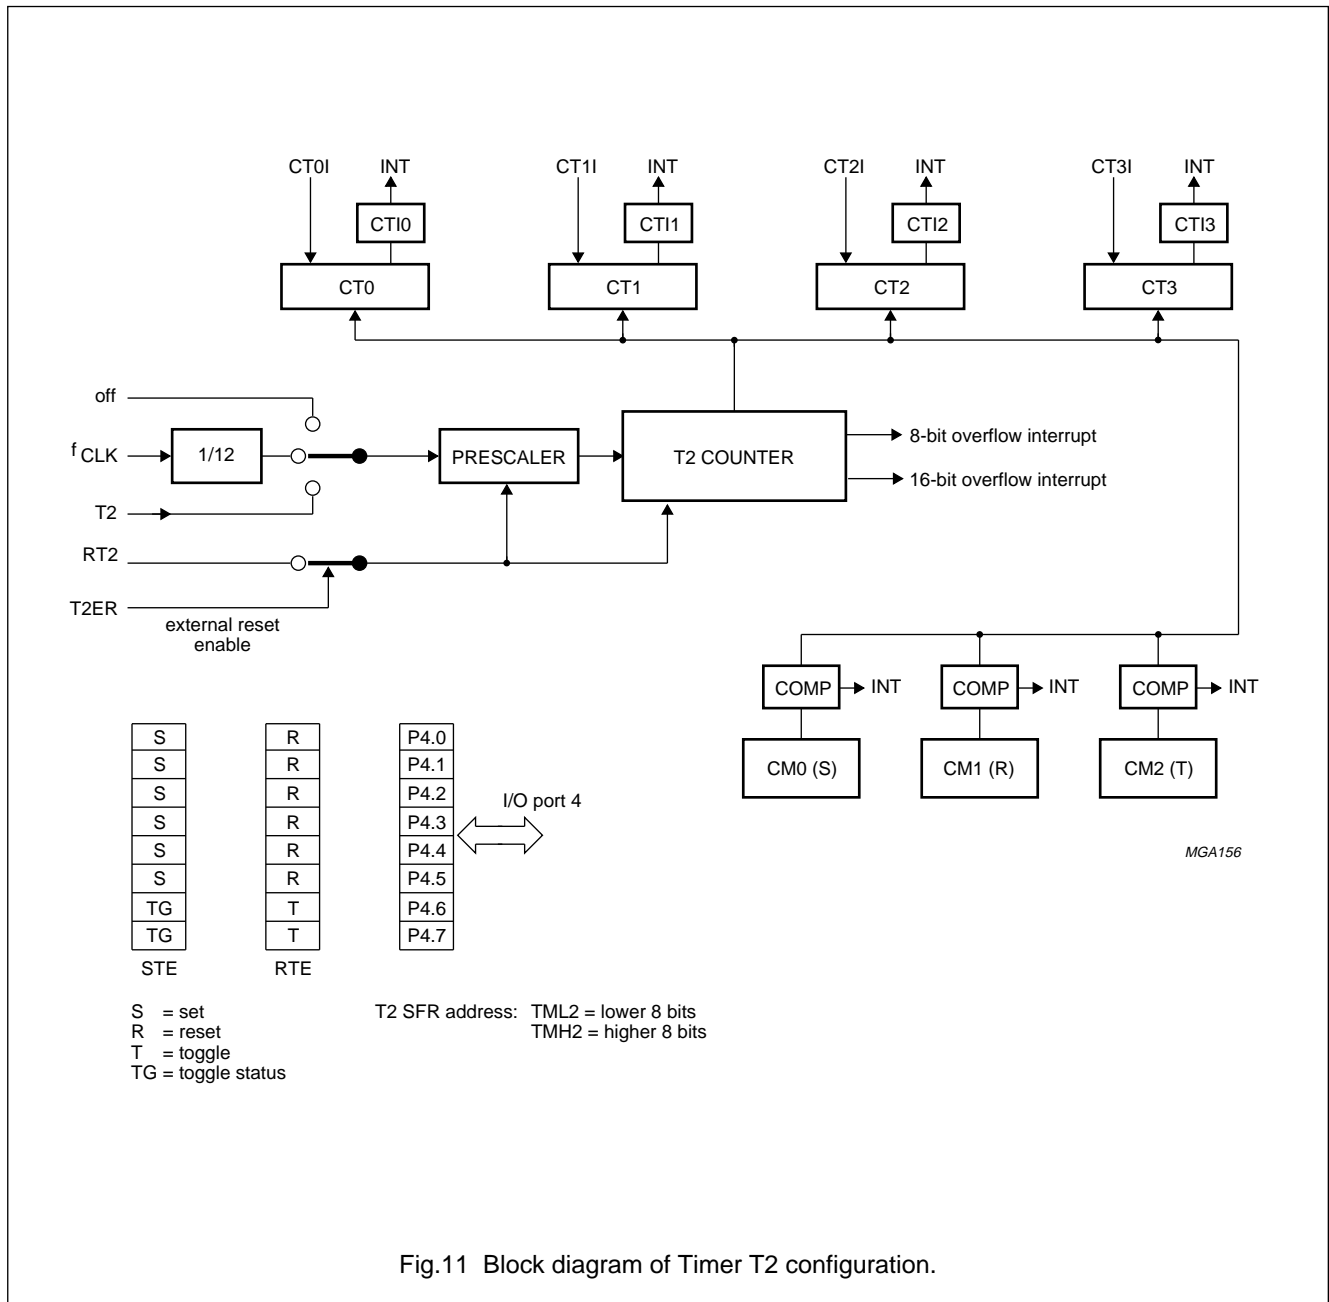 CT0I INT CT1I INT CT2I INT CT3I INT
CTI0 CTI1 CTI2 CTI3
CT0 CT1 CT2 CT3
off
f CLK 1/12 PRESCALER T2 COUNTER 8-bit overflow interrupt
16-bit overflow interrupt
T2
RT2
T2ER
external reset
enable
COMP INT COMP INT COMP INT
CM0 (S) CM1 (R) CM2 (T)
S R P4.0
S R P4.1
S R P4.2
I/O port 4
S R P4.3
S R P4.4
S R P4.5
TG T P4.6
TG T P4.7
STE RTE
MGA156
S = set
R = reset
T = toggle
TG = toggle status
T2 SFR address: TML2 = lower 8 bits
TMH2 = higher 8 bits
Fig.11 Block diagram of Timer T2 configuration.